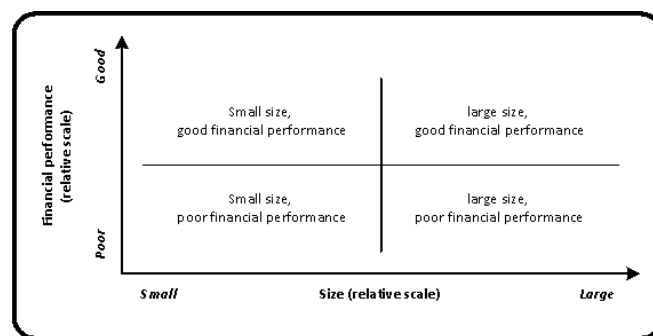 Good
Financial performance
(relative scale)
Poor
Small size,
good financial performance
large size,
good financial performance
Small size,
poor financial performance
large size,
poor financial performance
Small
Size (relative scale)
Large